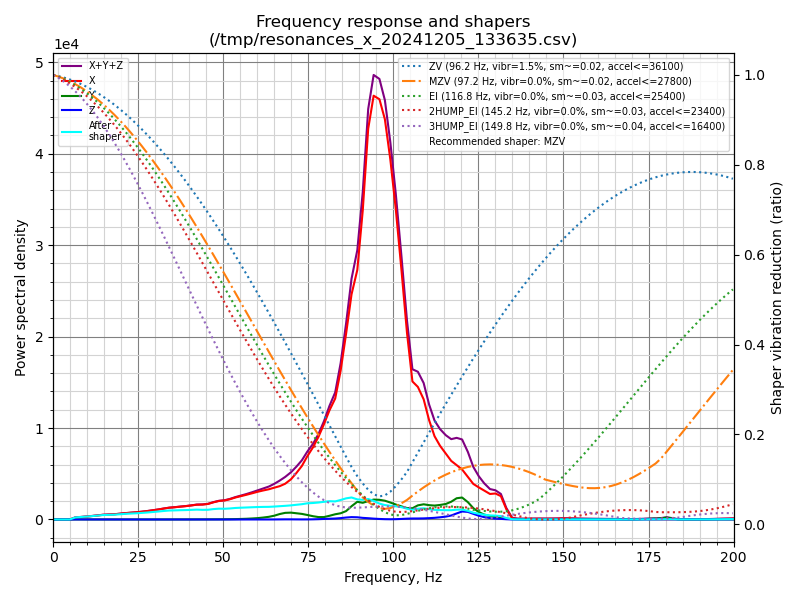 Frequency response and shapers
(/tmp/resonances_x_20241205_133635.csv)
1e4
X+Y+Z
X
Y
Z
After
shaper
ZV (96.2 Hz, vibr=1.5%, sm~=0.02, accel<=36100)
MZV (97.2 Hz, vibr=0.0%, sm~=0.02, accel<=27800)
EI (116.8 Hz, vibr=0.0%, sm~=0.03, accel<=25400)
2HUMP_EI (145.2 Hz, vibr=0.0%, sm~=0.03, accel<=23400)
3HUMP_EI (149.8 Hz, vibr=0.0%, sm~=0.04, accel<=16400)
Recommended shaper: MZV
Power spectral density
5
4
3
2
1
0
1.0
0.8
0.6
0.4
0.2
0.0
Shaper vibration reduction (ratio)
0 25 50 75 100 125 150 175 200
Frequency, Hz